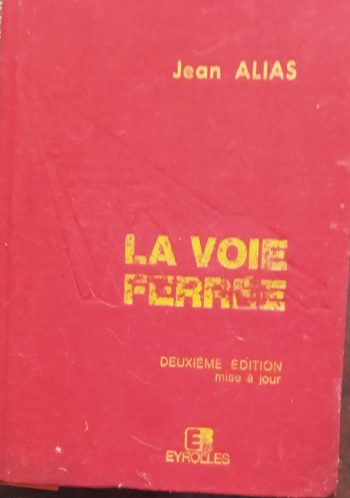 Jean ALIAS
LA VOIE
FERRÉE
DEUXIÈME ÉDITION
mise à jour
EYROLLES